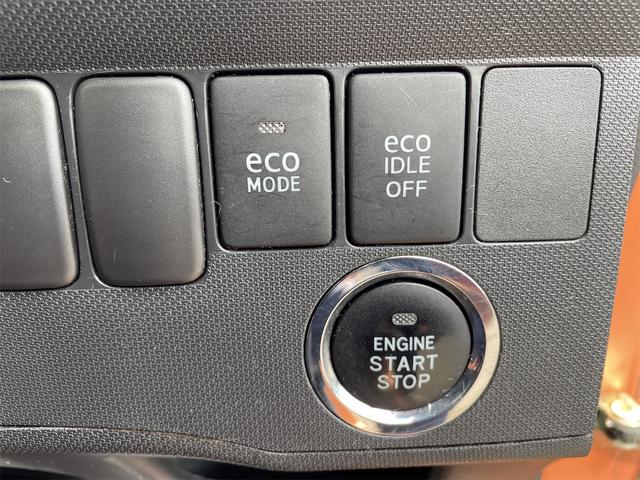 eco
MODE
eco
IDLE
OFF
ENGINE
START
STOP